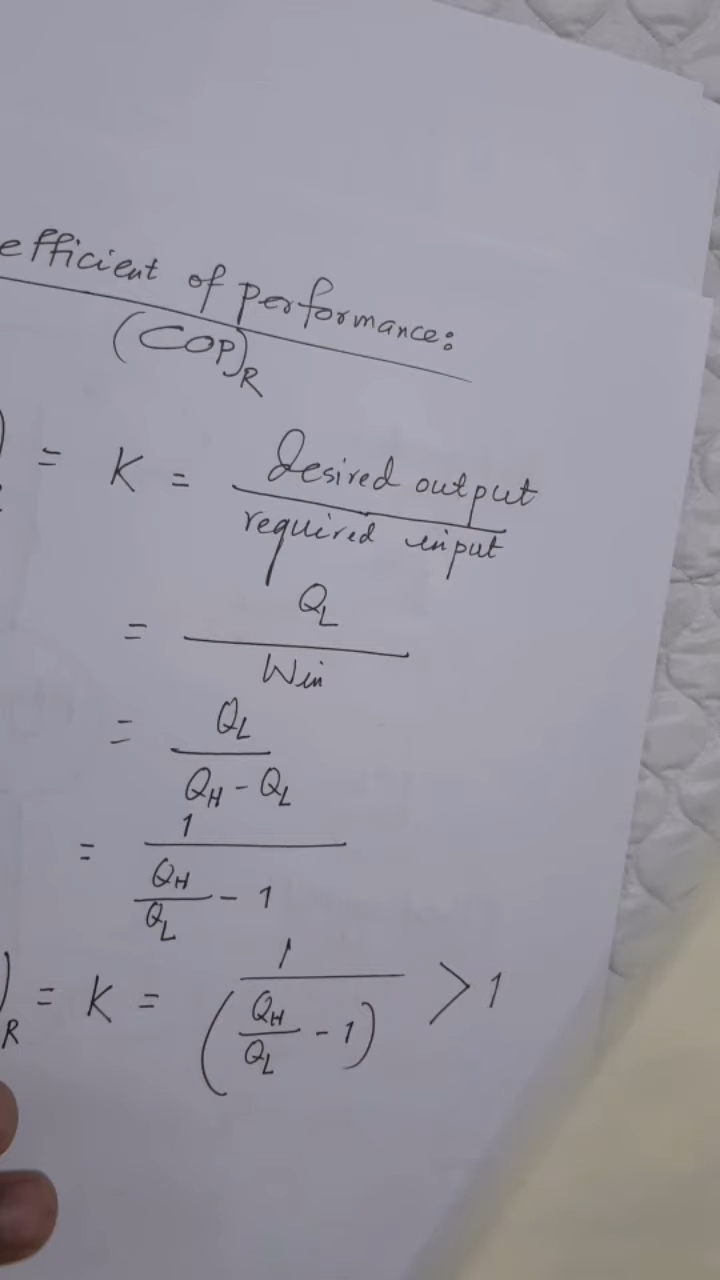 efficient of performance:
(COP)R
) = K = desired output
required input
= QL
Win
= QL
QH - QL
= 1
QH
QL - 1
)R = K = 1 > 1
(QH
QL - 1)